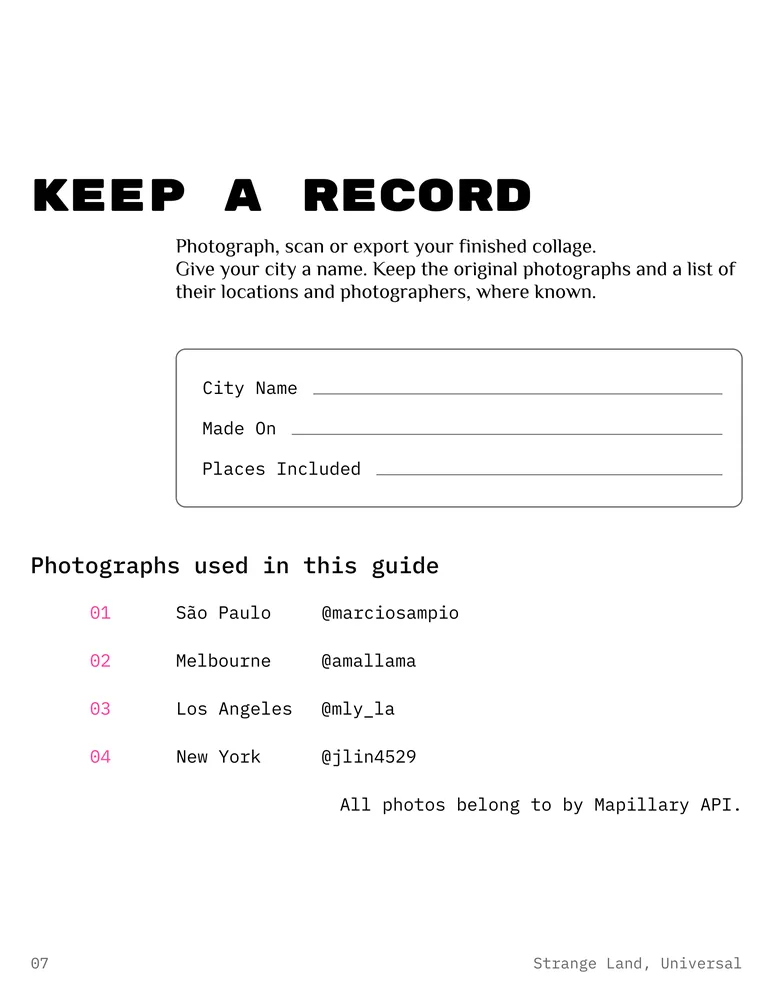 KEEP A RECORD
Photograph, scan or export your finished collage.
Give your city a name. Keep the original photographs and a list of
their locations and photographers, where known.
City Name
Made On
Places Included
Photographs used in this guide
01 São Paulo @marciosampio
02 Melbourne @amallama
03 Los Angeles @mly_la
04 New York @jlin4529
All photos belong to by Mapillary API.
07 Strange Land, Universal